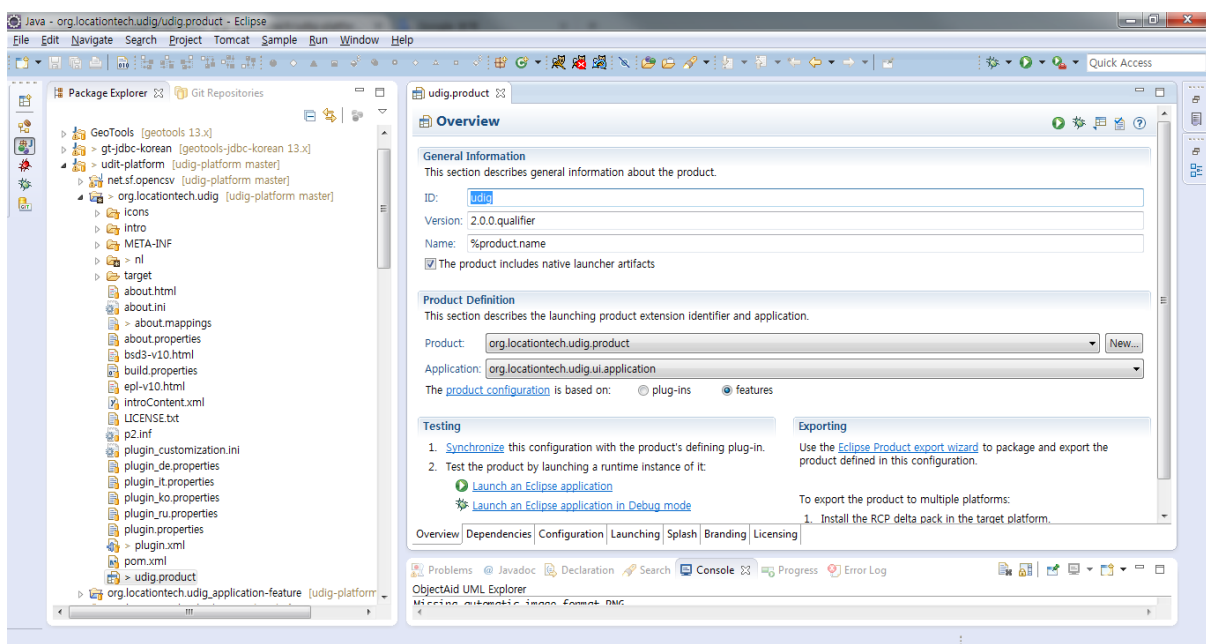 Java - org.locationtech.udig/udig.product - Eclipse
File Edit Navigate Search Project Tomcat Sample Run Window Help
Quick Access
Package Explorer Git Repositories
GeoTools [geotools 13.x]
> gt-jdbc-korean [geotools-jdbc-korean 13.x]
> udit-platform [udig-platform master]
net.sf.opencsv [udig-platform master]
> org.locationtech.udig [udig-platform master]
icons
intro
META-INF
> nl
target
about.html
about.ini
> about.mappings
about.properties
bsd3-v10.html
build.properties
epl-v10.html
introContent.xml
LICENSE.txt
p2.inf
plugin_customization.ini
plugin_de.properties
plugin_it.properties
plugin_ko.properties
plugin_ru.properties
plugin.properties
> plugin.xml
pom.xml
> udig.product
org.locationtech.udig_application-feature [udig-platform
udig.product
Overview
General Information
This section describes general information about the product.
ID: udig
Version: 2.0.0.qualifier
Name: %product.name
The product includes native launcher artifacts
Product Definition
This section describes the launching product extension identifier and application.
Product: org.locationtech.udig.product New...
Application: org.locationtech.udig.ui.application
The product configuration is based on: plug-ins features
Testing
1. Synchronize this configuration with the product's defining plug-in.
2. Test the product by launching a runtime instance of it:
Launch an Eclipse application
Launch an Eclipse application in Debug mode
Exporting
Use the Eclipse Product export wizard to package and export the
product defined in this configuration.
To export the product to multiple platforms:
1. Install the RCP delta pack in the target platform.
Overview Dependencies Configuration Launching Splash Branding Licensing
Problems @ Javadoc Declaration Search Console Progress Error Log
ObjectAid UML Explorer
Missing automatic image format PNG